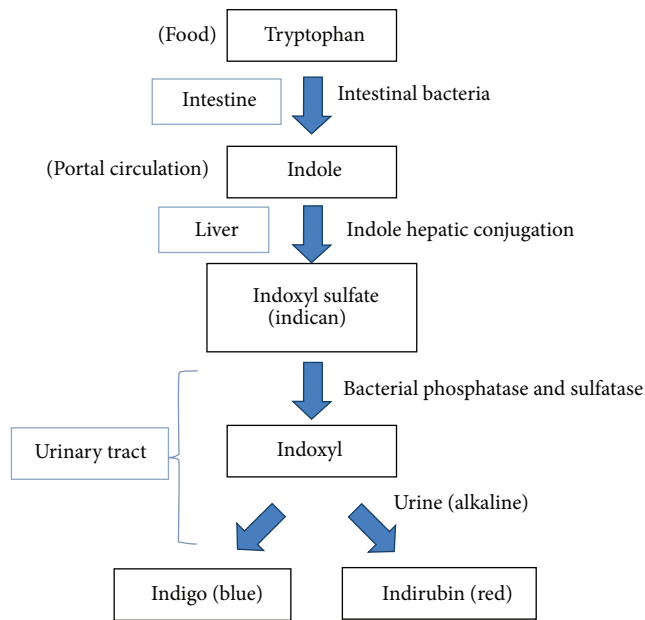 (Food)
Tryptophan
Intestine
Intestinal bacteria
(Portal circulation)
Indole
Liver
Indole hepatic conjugation
Indoxyl sulfate
(indican)
Bacterial phosphatase and sulfatase
Urinary tract
Indoxyl
Urine (alkaline)
Indigo (blue)
Indirubin (red)